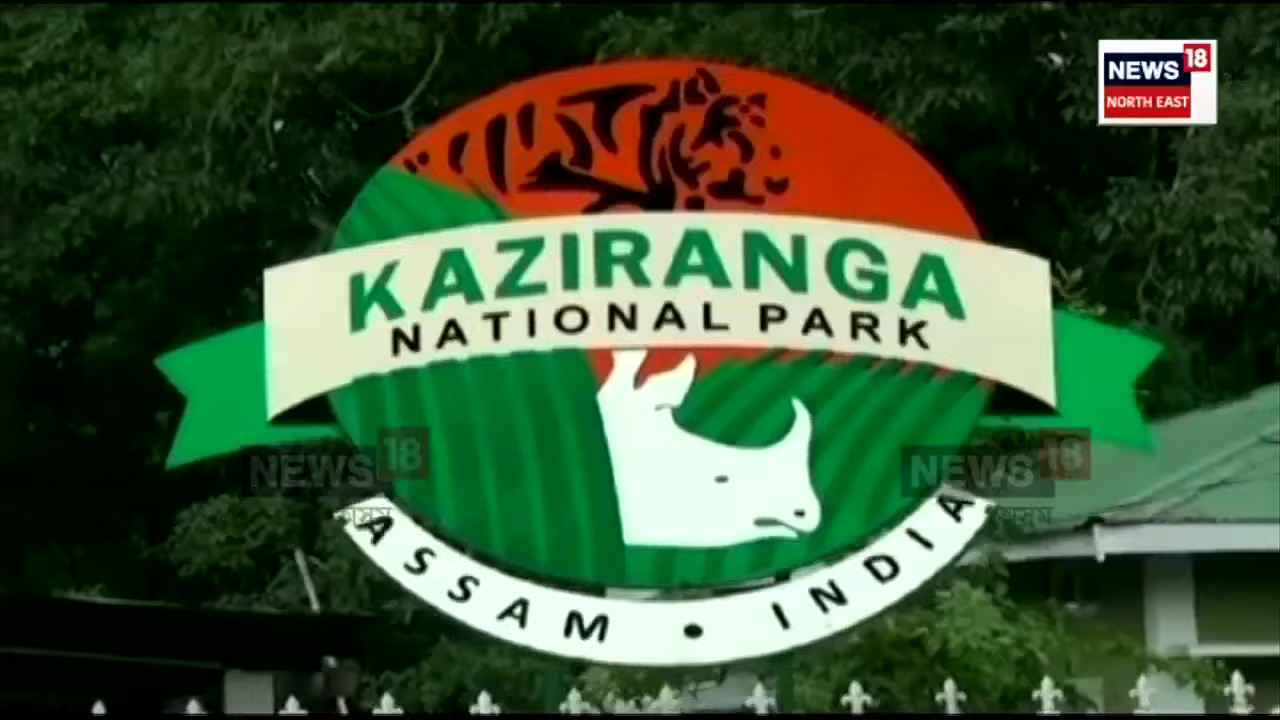 NEWS 18
NORTH EAST
KAZIRANGA
NATIONAL PARK
NEWS 18
NEWS 18
ASSAM • INDIA